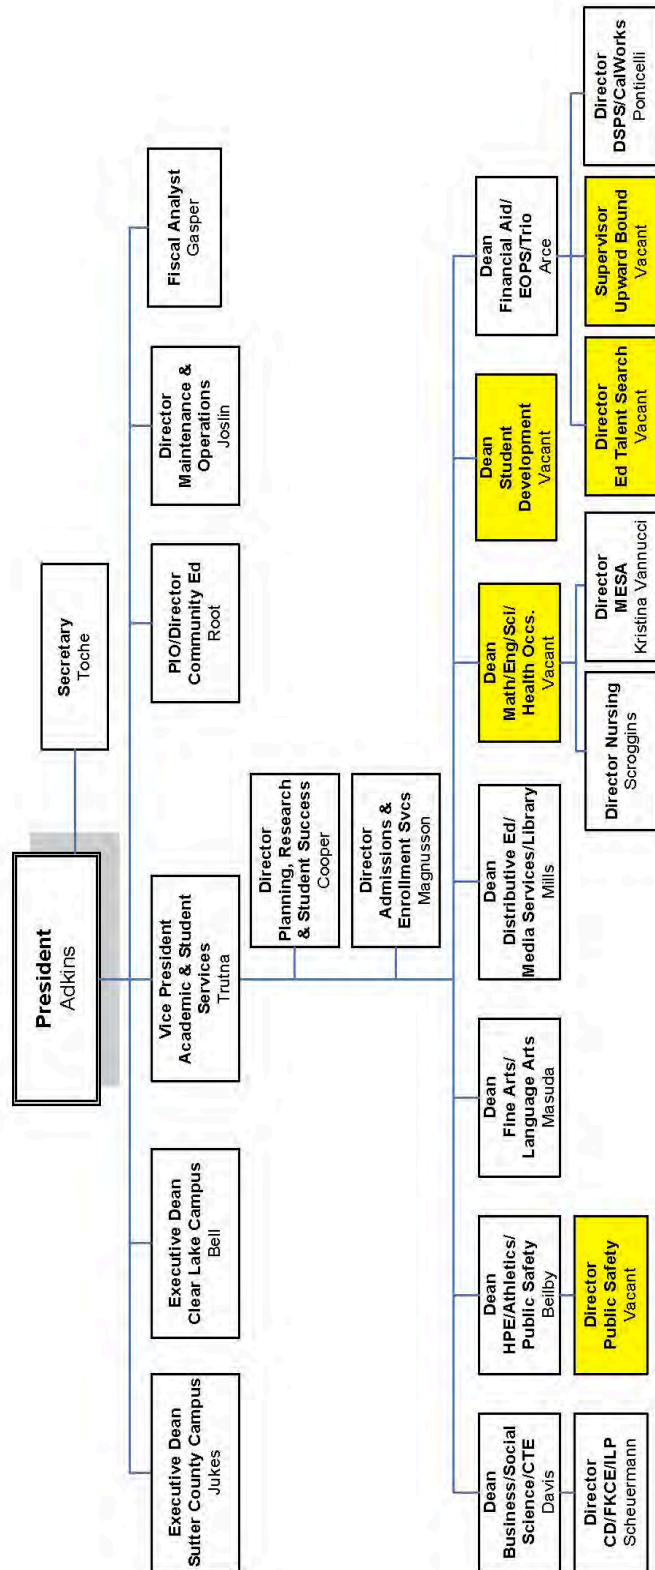 President
Adkins
Secretary
Toche
Executive Dean
Sutter County Campus
Jukes
Executive Dean
Clear Lake Campus
Bell
Vice President
Academic & Student
Services
Trutna
PIO/Director
Community Ed
Root
Director
Maintenance &
Operations
Joslin
Fiscal Analyst
Gasper
Director
Planning, Research
& Student Success
Cooper
Director
Admissions &
Enrollment Svcs
Magnusson
Dean
Business/Social
Science/CTE
Davis
Dean
HPE/Athletics/
Public Safety
Beilby
Dean
Fine Arts/
Language Arts
Masuda
Dean
Distributive Ed/
Media Services/Library
Mills
Dean
Math/Eng/Sci/
Health Occs.
Vacant
Dean
Student
Development
Vacant
Dean
Financial Aid/
EOPS/Trio
Arce
Director
CD/FKCE/ILP
Scheuermann
Director
Public Safety
Vacant
Director Nursing
Scroggins
Director
MESA
Kristina Vannucci
Director
Ed Talent Search
Vacant
Supervisor
Upward Bound
Vacant
Director
DSPS/CalWorks
Ponticelli